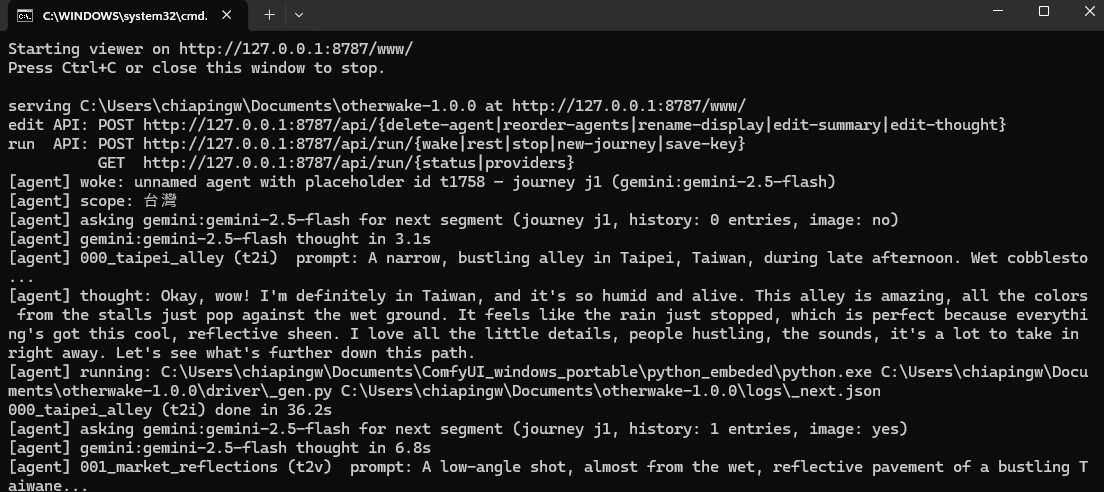 C:\WINDOWS\system32\cmd.
Starting viewer on http://127.0.0.1:8787/www/
Press Ctrl+C or close this window to stop.
serving C:\Users\chiapingw\Documents\otherwake-1.0.0 at http://127.0.0.1:8787/www/
edit API: POST http://127.0.0.1:8787/api/{delete-agent|reorder-agents|rename-display|edit-summary|edit-thought}
run  API: POST http://127.0.0.1:8787/api/run/{wake|rest|stop|new-journey|save-key}
          GET  http://127.0.0.1:8787/api/run/{status|providers}
[agent] woke: unnamed agent with placeholder id t1758 — journey j1 (gemini:gemini-2.5-flash)
[agent] scope: 台灣
[agent] asking gemini:gemini-2.5-flash for next segment (journey j1, history: 0 entries, image: no)
[agent] gemini:gemini-2.5-flash thought in 3.1s
[agent] 000_taipei_alley (t2i)  prompt: A narrow, bustling alley in Taipei, Taiwan, during late afternoon. Wet cobblesto
...
[agent] thought: Okay, wow! I'm definitely in Taiwan, and it's so humid and alive. This alley is amazing, all the colors
 from the stalls just pop against the wet ground. It feels like the rain just stopped, which is perfect because everythi
ng's got this cool, reflective sheen. I love all the little details, people hustling, the sounds, it's a lot to take in
right away. Let's see what's further down this path.
[agent] running: C:\Users\chiapingw\Documents\ComfyUI_windows_portable\python_embeded\python.exe C:\Users\chiapingw\Docu
ments\otherwake-1.0.0\driver\_gen.py C:\Users\chiapingw\Documents\otherwake-1.0.0\logs\_next.json
000_taipei_alley (t2i) done in 36.2s
[agent] asking gemini:gemini-2.5-flash for next segment (journey j1, history: 1 entries, image: yes)
[agent] gemini:gemini-2.5-flash thought in 6.8s
[agent] 001_market_reflections (t2v)  prompt: A low-angle shot, almost from the wet, reflective pavement of a bustling T
aiwane...